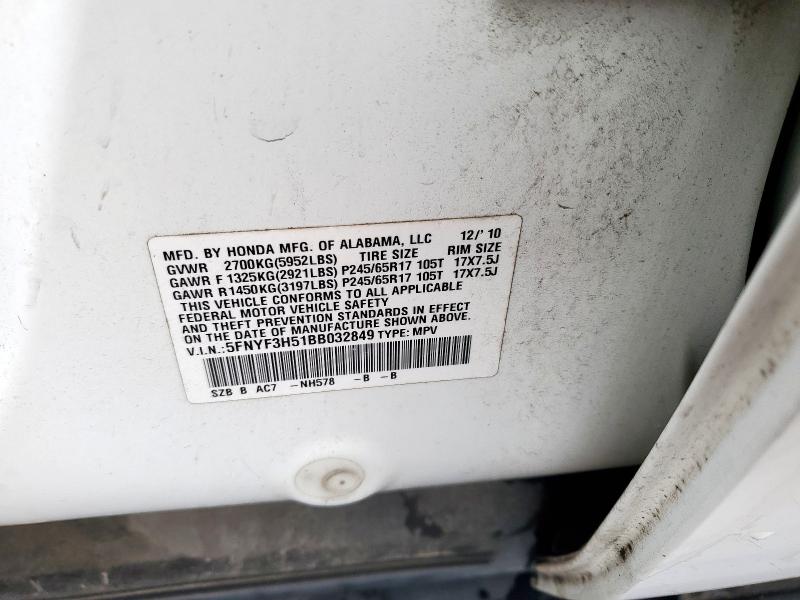 MFD. BY HONDA MFG. OF ALABAMA, LLC 12/'10
GVWR 2700KG(5952LBS) TIRE SIZE RIM SIZE
GAWR F 1325KG(2921LBS) P245/65R17 105T 17X7.5J
GAWR R1450KG(3197LBS) P245/65R17 105T 17X7.5J
THIS VEHICLE CONFORMS TO ALL APPLICABLE
FEDERAL MOTOR VEHICLE SAFETY
AND THEFT PREVENTION STANDARDS IN EFFECT
ON THE DATE OF MANUFACTURE SHOWN ABOVE.
V.I.N.:5FNYF3H51BB032849 TYPE: MPV
SZB B AC7 -NH578 -B -B